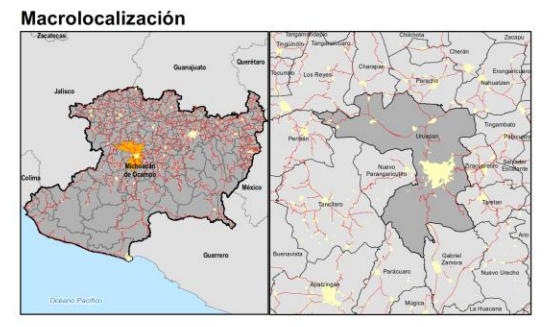 Macrolocalización
Zacatecas
Guanajuato
Querétaro
Jalisco
Michoacán
de Ocampo
Colima
México
Guerrero
Océano Pacífico
Tangamandapio
Chilchota
Zacapu
Tingüindín
Tangancícuaro
Cherán
Charapan
Erongarícuaro
Tocumbo
Los Reyes
Paracho
Nahuatzen
Uruapan
Tingambato
Peribán
Nuevo
Parangaricutiro
Ziracuaretiro
Salvador
Escalante
Tancítaro
Taretan
Ario
Buenavista
Gabriel
Zamora
Nuevo Urecho
Parácuaro
Apatzingán
Múgica
La Huacana